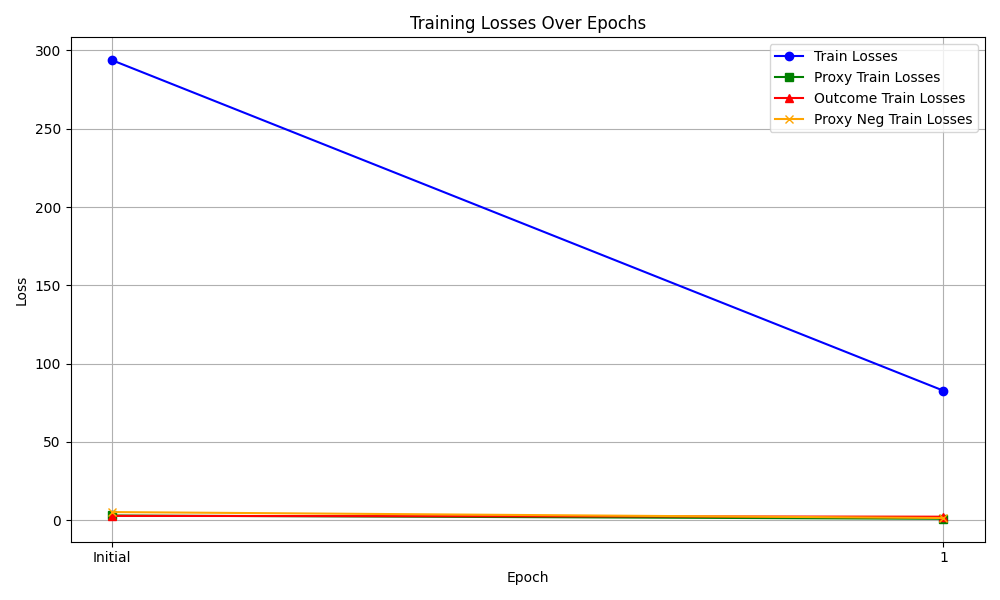 Training Losses Over Epochs
Train Losses
Proxy Train Losses
Outcome Train Losses
Proxy Neg Train Losses
300
250
200
150
100
50
0
Loss
Initial
1
Epoch